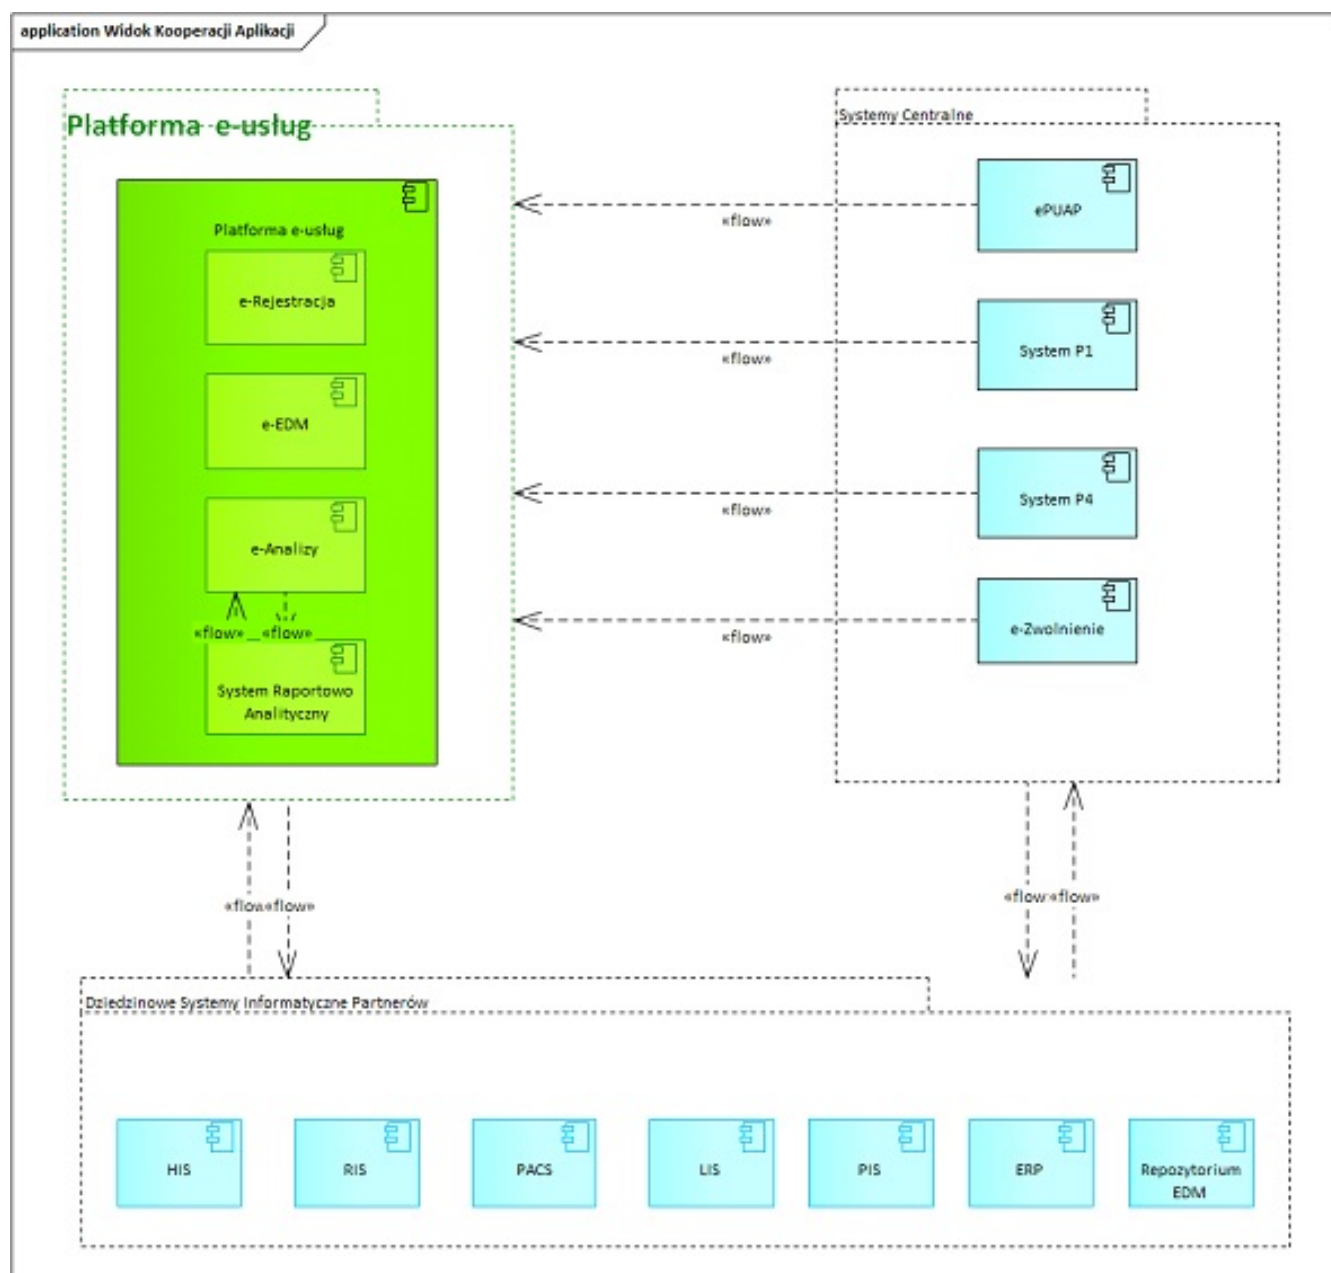 application Widok Kooperacji Aplikacji
Platforma e-usług
Systemy Centralne
Platforma e-usług
e-Rejestracja
e-EDM
e-Analizy
«flow»
«flow»
System Raportowo
Analityczny
ePUAP
«flow»
System P1
«flow»
System P4
«flow»
e-Zwolnienie
«flow»
«flow
«flow»
«flow
«flow»
Dziedzinowe Systemy Informatyczne Partnerów
HIS
RIS
PACS
LIS
PIS
ERP
Repozytorium
EDM